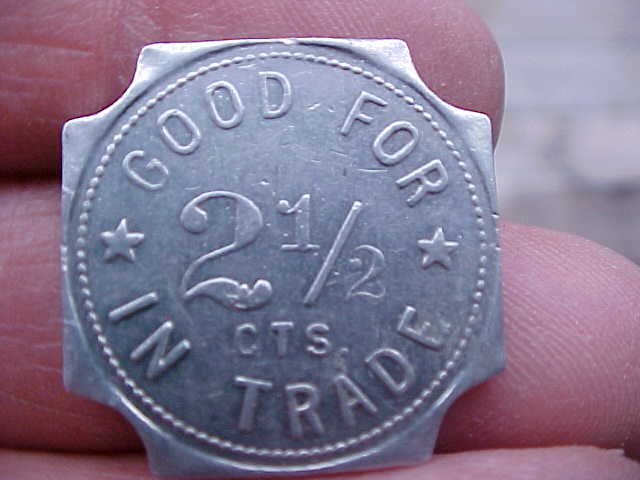 GOOD FOR
2 1/2
CTS.
IN TRADE